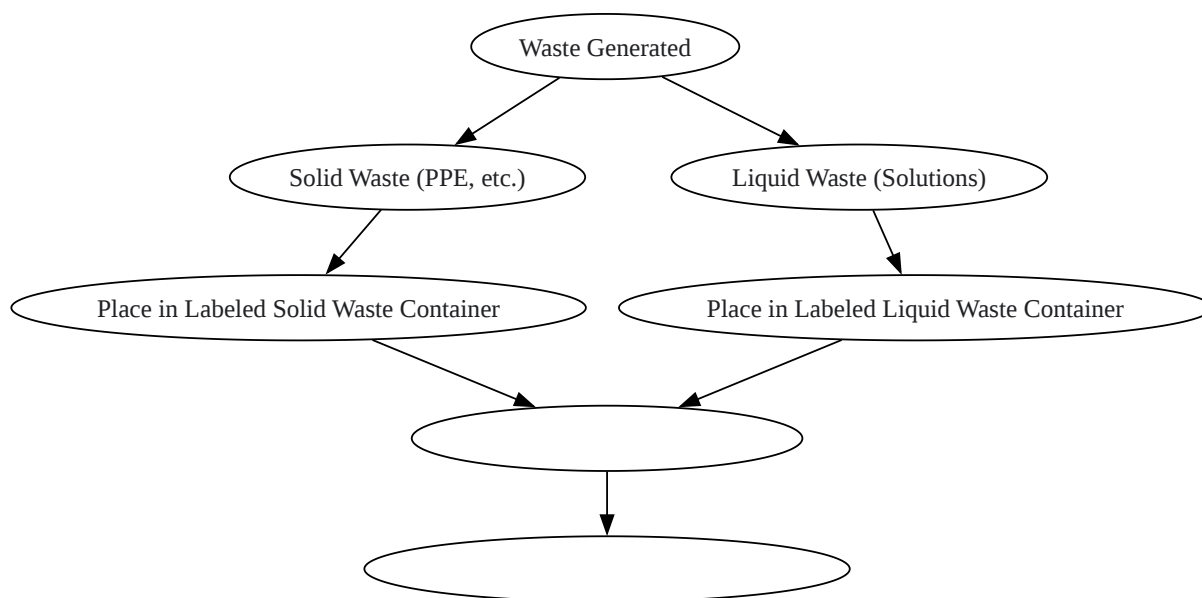 Waste Generated
Solid Waste (PPE, etc.)
Liquid Waste (Solutions)
Place in Labeled Solid Waste Container
Place in Labeled Liquid Waste Container